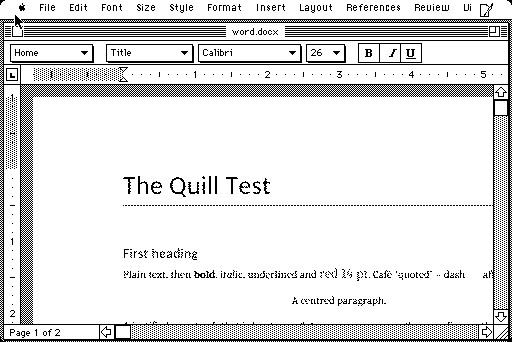 File Edit Font Size Style Format Insert Layout References Review
word.docx
Home Title Calibri 26 B I U
1 2 3 4 5
The Quill Test
First heading
Plain text, then bold, italic, underlined and red 14 pt. Café “quoted” – dash
A centred paragraph.
1
2
Page 1 of 2